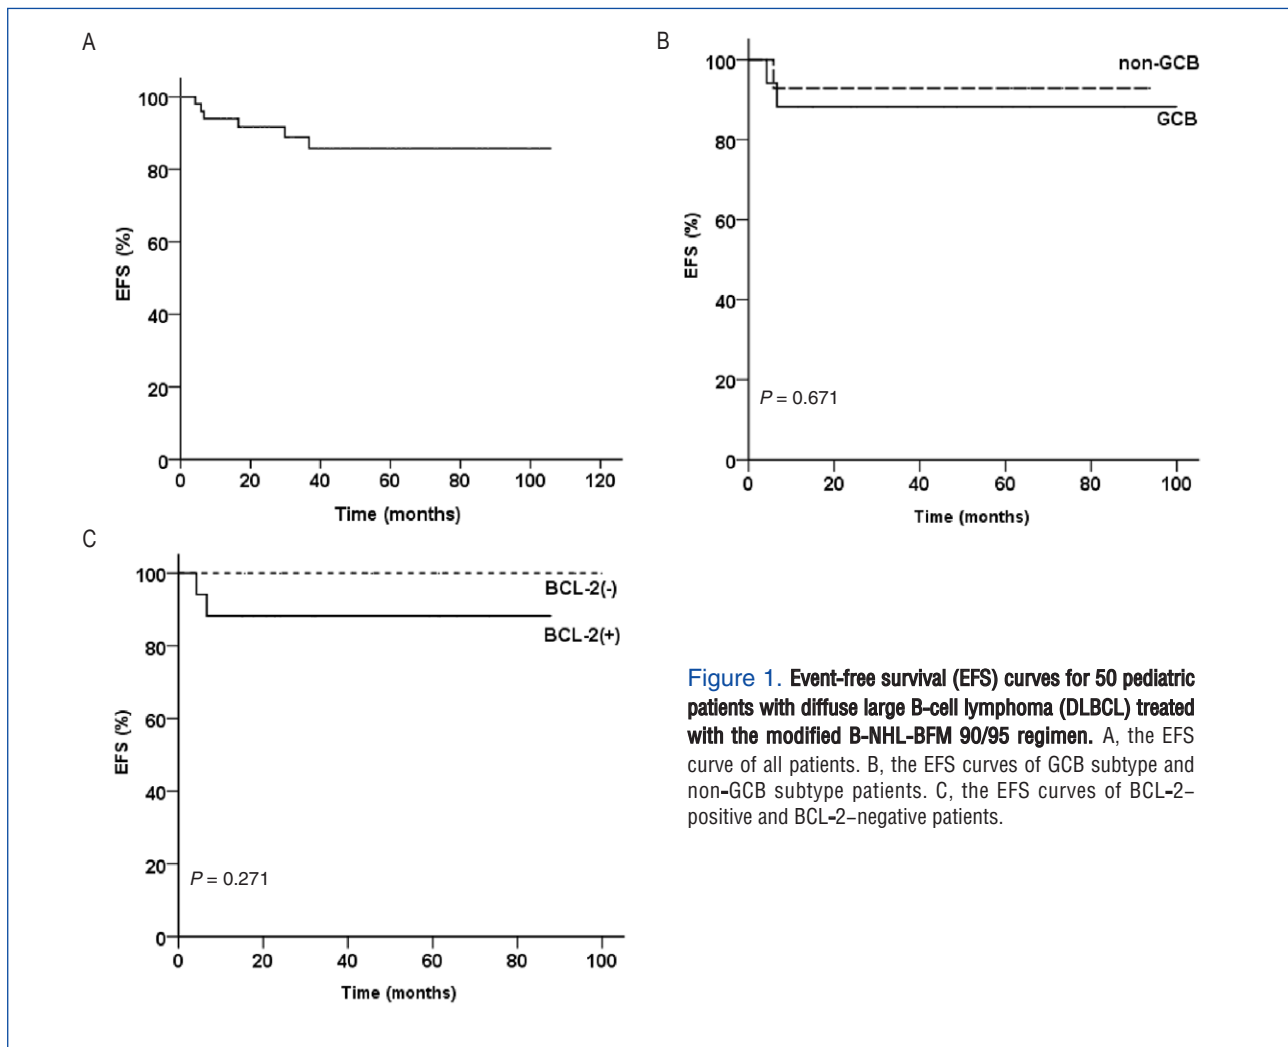 A
100
80
60
40
20
0
EFS (%)
0 20 40 60 80 100 120
Time (months)
B
100
80
60
40
20
0
EFS (%)
non-GCB
GCB
P = 0.671
0 20 40 60 80 100
Time (months)
C
100
80
60
40
20
0
EFS (%)
BCL-2(-)
BCL-2(+)
P = 0.271
0 20 40 60 80 100
Time (months)
Figure 1. Event-free survival (EFS) curves for 50 pediatric
patients with diffuse large B-cell lymphoma (DLBCL) treated
with the modified B-NHL-BFM 90/95 regimen. A, the EFS
curve of all patients. B, the EFS curves of GCB subtype and
non-GCB subtype patients. C, the EFS curves of BCL-2–
positive and BCL-2–negative patients.